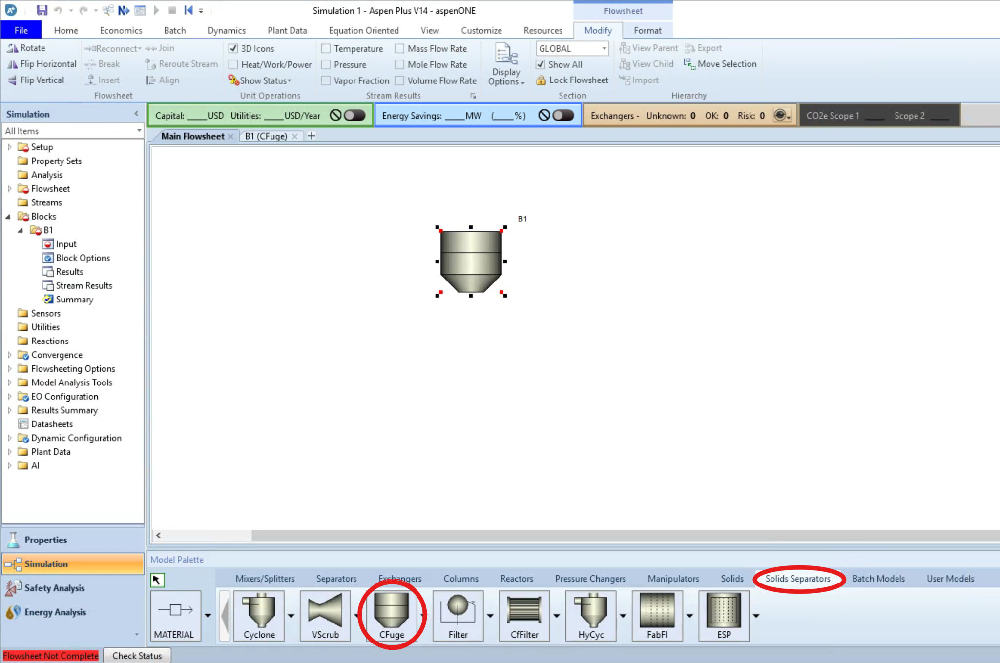 Simulation 1 - Aspen Plus V14 - aspenONE
Flowsheet
File Home Economics Batch Dynamics Plant Data Equation Oriented View Customize Resources Modify Format
Rotate
Flip Horizontal
Flip Vertical
Reconnect
Break
Insert
Join
Reroute Stream
Align
Flowsheet
3D Icons
Heat/Work/Power
Show Status
Unit Operations
Temperature
Pressure
Vapor Fraction
Mass Flow Rate
Mole Flow Rate
Volume Flow Rate
Stream Results
Display
Options
GLOBAL
Show All
Lock Flowsheet
Section
View Parent
View Child
Import
Export
Move Selection
Hierarchy
Simulation
All Items
Setup
Property Sets
Analysis
Flowsheet
Streams
Blocks
B1
Input
Block Options
Results
Stream Results
Summary
Sensors
Utilities
Reactions
Convergence
Flowsheeting Options
Model Analysis Tools
EO Configuration
Results Summary
Datasheets
Dynamic Configuration
Plant Data
AI
Properties
Simulation
Safety Analysis
Energy Analysis
Capital: ____USD Utilities: ____USD/Year
Energy Savings: ____MW (____%)
Exchangers - Unknown: 0 OK: 0 Risk: 0
CO2e Scope 1 ____ Scope 2 ____
Main Flowsheet B1 (CFuge) +
B1
Model Palette
Mixers/Splitters Separators Exchangers Columns Reactors Pressure Changers Manipulators Solids Solids Separators Batch Models User Models
MATERIAL Cyclone VScrub CFuge Filter CfFilter HyCyc FabFl ESP
Flowsheet Not Complete Check Status